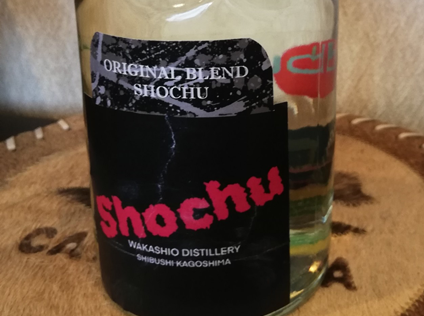 ORIGINAL BLEND
SHOCHU
Shochu
WAKASHIO DISTILLERY
SHIBUSHI KAGOSHIMA